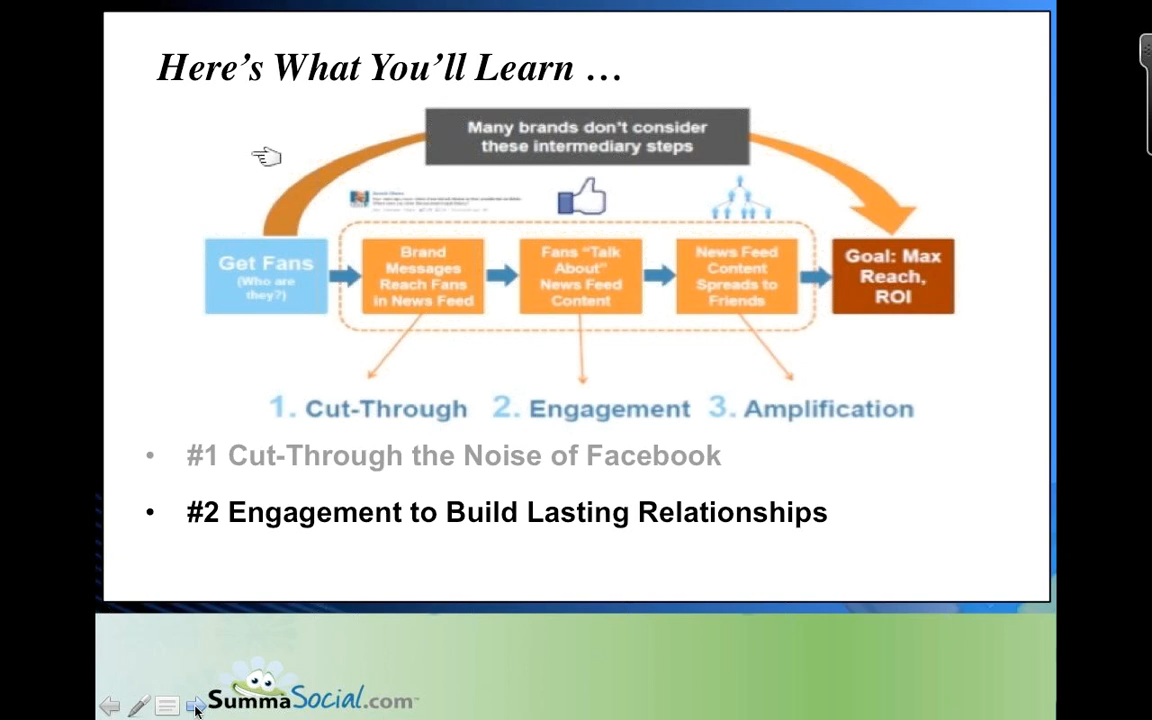 Here's What You'll Learn …
Many brands don't consider
these intermediary steps
Get Fans
(Who are
they?)
Brand
Messages
Reach Fans
in News Feed
Fans "Talk
About"
News Feed
Content
News Feed
Content
Spreads to
Friends
Goal: Max
Reach,
ROI
1. Cut-Through
2. Engagement
3. Amplification
• #1 Cut-Through the Noise of Facebook
• #2 Engagement to Build Lasting Relationships
SummaSocial.com™